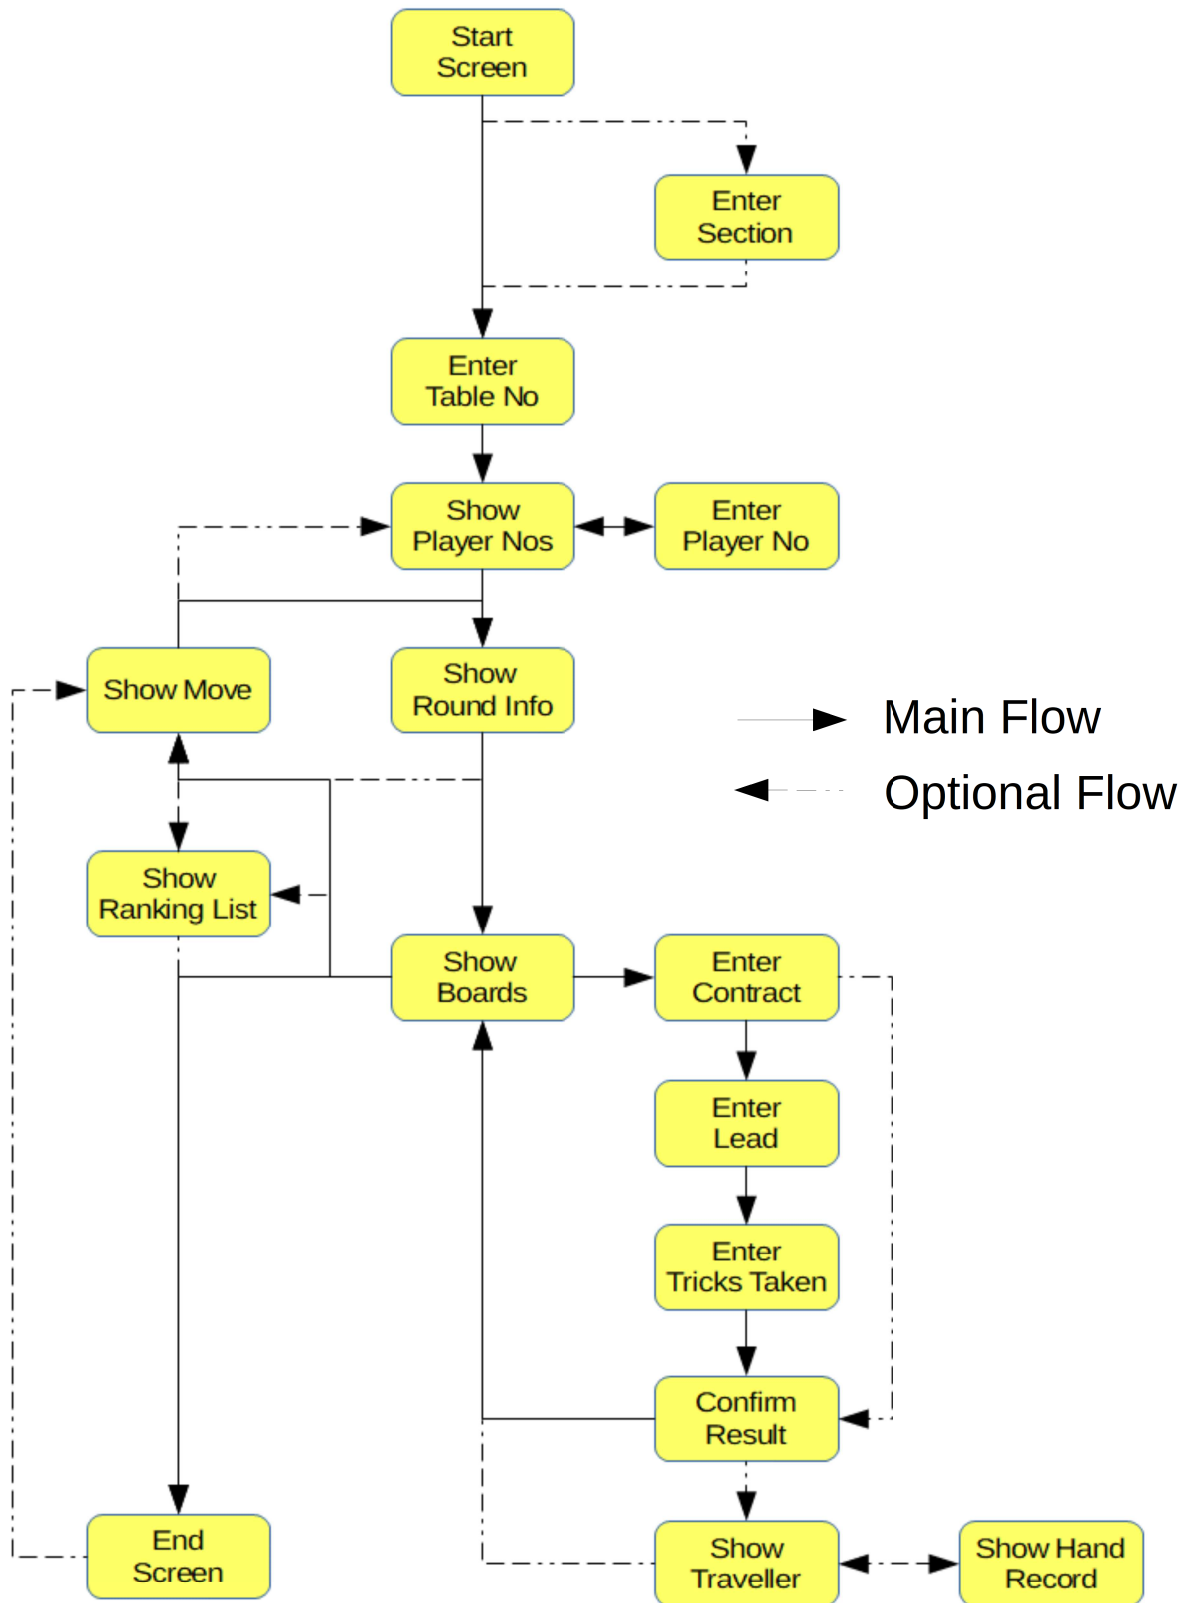 Start
Screen
Enter
Section
Enter
Table No
Show
Player Nos
Enter
Player No
Show Move
Show
Round Info
Main Flow
Optional Flow
Show
Ranking List
Show
Boards
Enter
Contract
Enter
Lead
Enter
Tricks Taken
Confirm
Result
End
Screen
Show
Traveller
Show Hand
Record